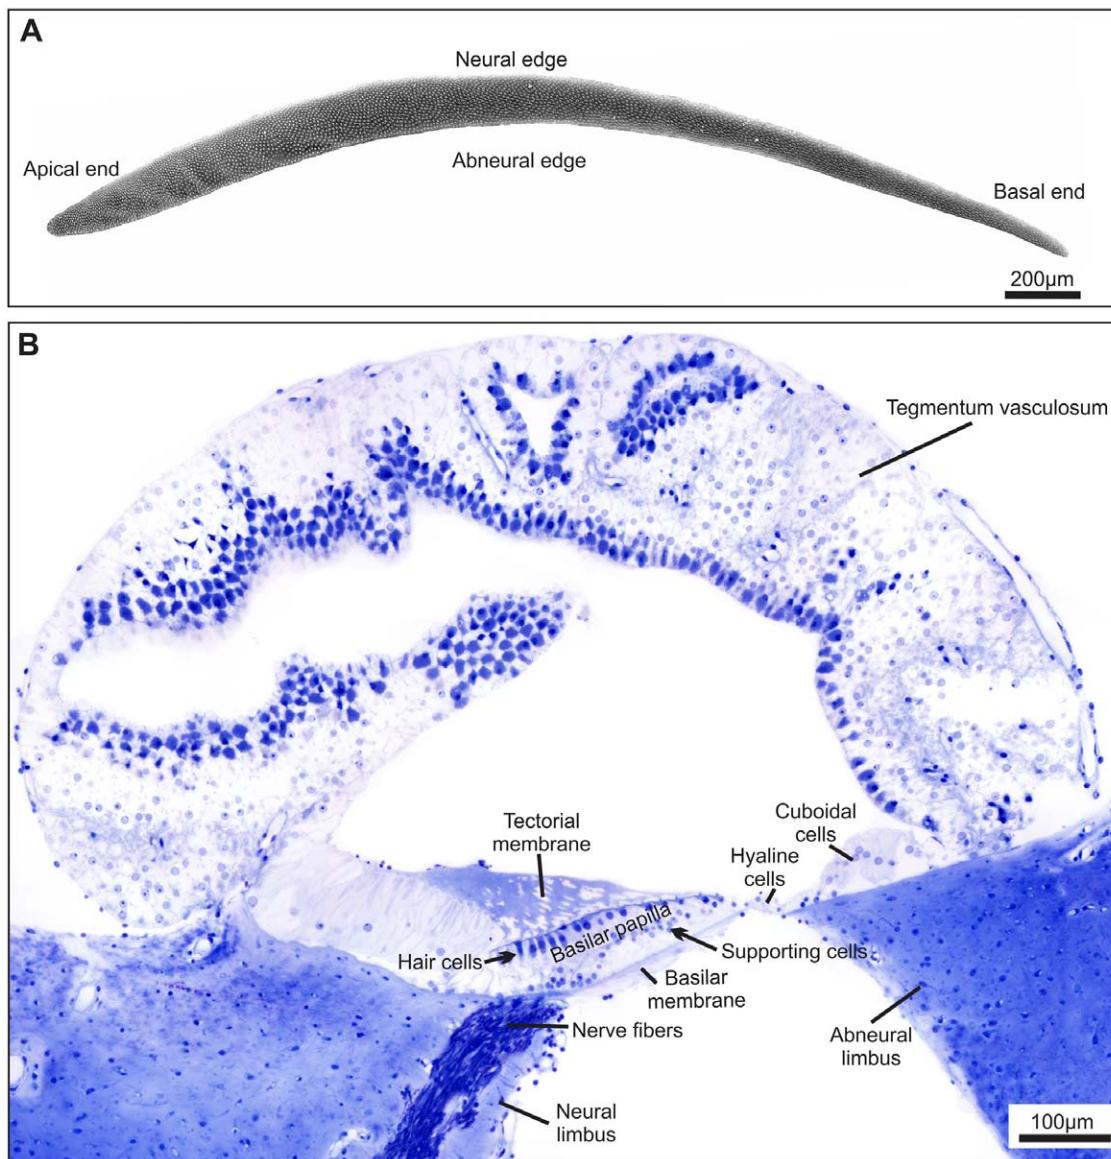 A
Neural edge
Apical end
Abneural edge
Basal end
200µm
B
Tegmentum vasculosum
Cuboidal
cells
Tectorial
membrane
Hyaline
cells
Basilar papilla
Hair cells
Supporting cells
Basilar
membrane
Nerve fibers
Abneural
limbus
Neural
limbus
100µm